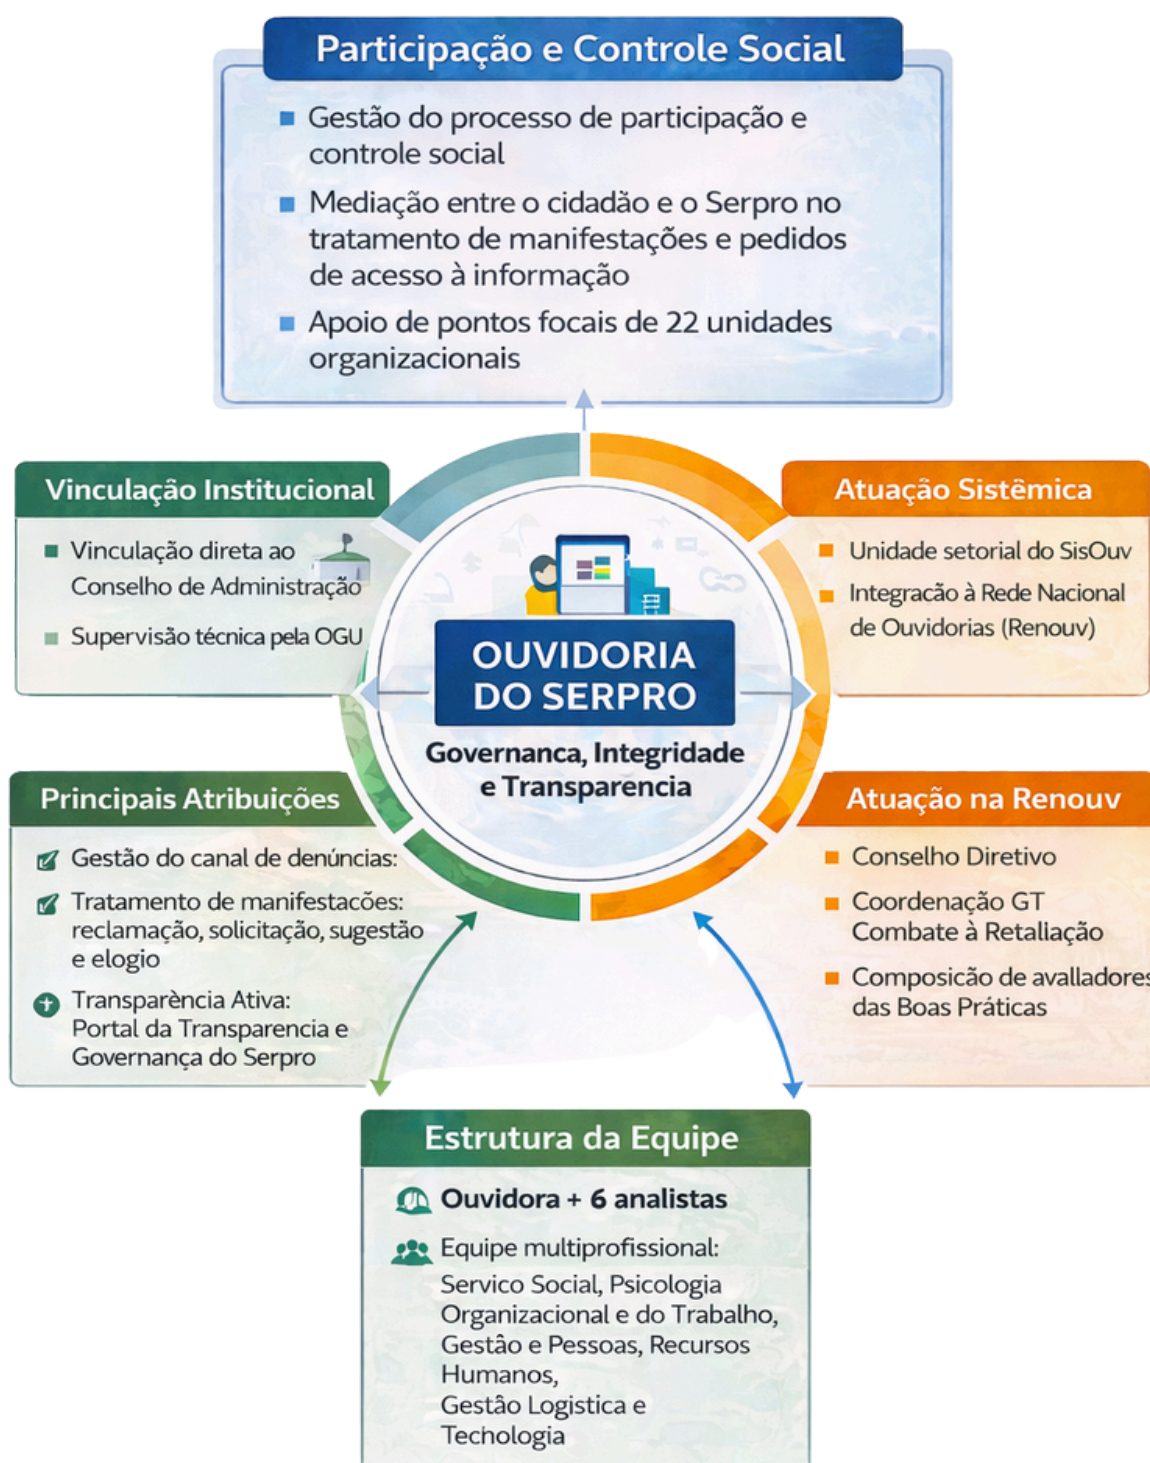 Participação e Controle Social
Gestão do processo de participação e
controle social
Mediação entre o cidadão e o Serpro no
tratamento de manifestações e pedidos
de acesso à informação
Apoio de pontos focais de 22 unidades
organizacionais
Vinculação Institucional
Vinculação direta ao
Conselho de Administração
Supervisão técnica pela OGU
Atuação Sistêmica
Unidade setorial do SisOuv
Integracão à Rede Nacional
de Ouvidorias (Renouv)
OUVIDORIA
DO SERPRO
Governanca, Integridade
e Transparencia
Principais Atribuições
Gestão do canal de denúncias:
Tratamento de manifestacões:
reclamação, solicitação, sugestão
e elogio
Transparència Ativa:
Portal da Transparencia e
Governança do Serpro
Atuação na Renouv
Conselho Diretivo
Coordenação GT
Combate à Retaliação
Composicão de avalladores
das Boas Práticas
Estrutura da Equipe
Ouvidora + 6 analistas
Equipe multiprofissional:
Servico Social, Psicologia
Organizacional e do Trabalho,
Gestão e Pessoas, Recursos
Humanos,
Gestão Logistica e
Techologia